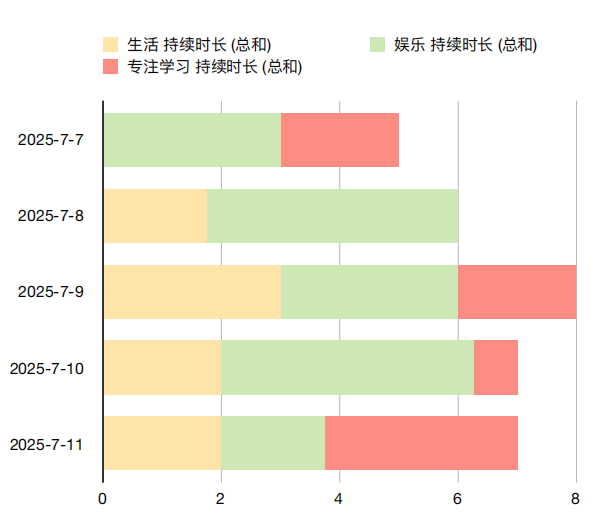 生活 持续时长 (总和)
娱乐 持续时长 (总和)
专注学习 持续时长 (总和)
2025-7-7
2025-7-8
2025-7-9
2025-7-10
2025-7-11
0 2 4 6 8